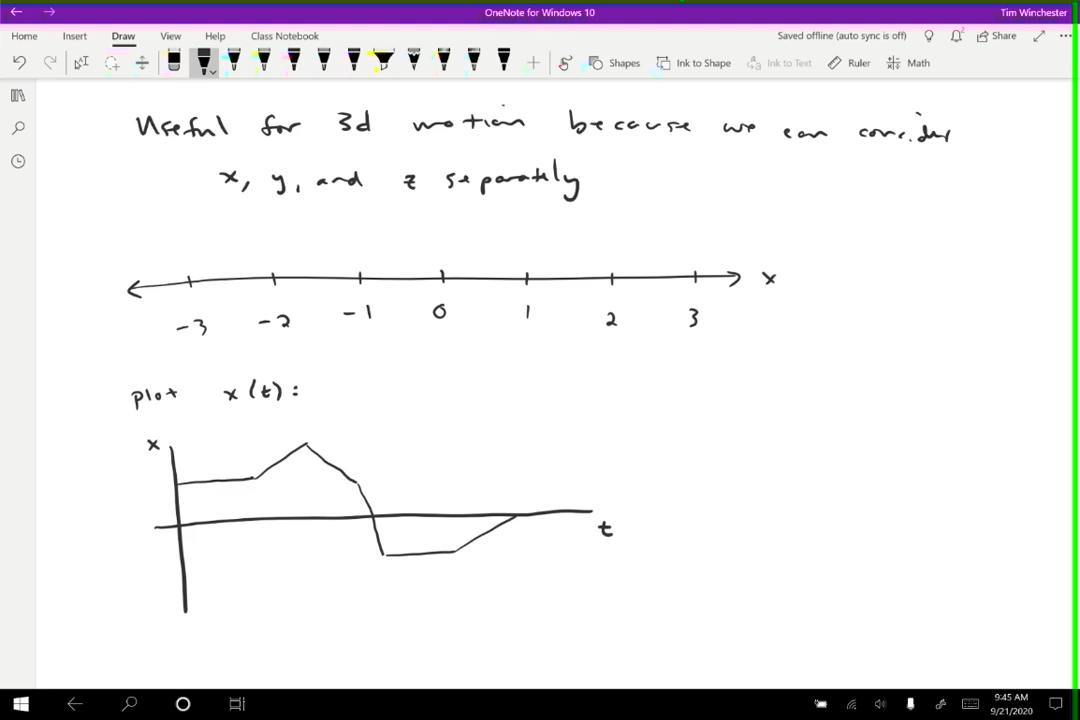 OneNote for Windows 10
Tim Winchester
Home Insert Draw View Help Class Notebook
Saved offline (auto sync is off) Share
Shapes Ink to Shape Ink to Text Ruler Math
Useful for 3d motion because we can consider
x, y, and z separately
x
-3 -2 -1 0 1 2 3
plot x(t):
x
t
9:45 AM
9/21/2020